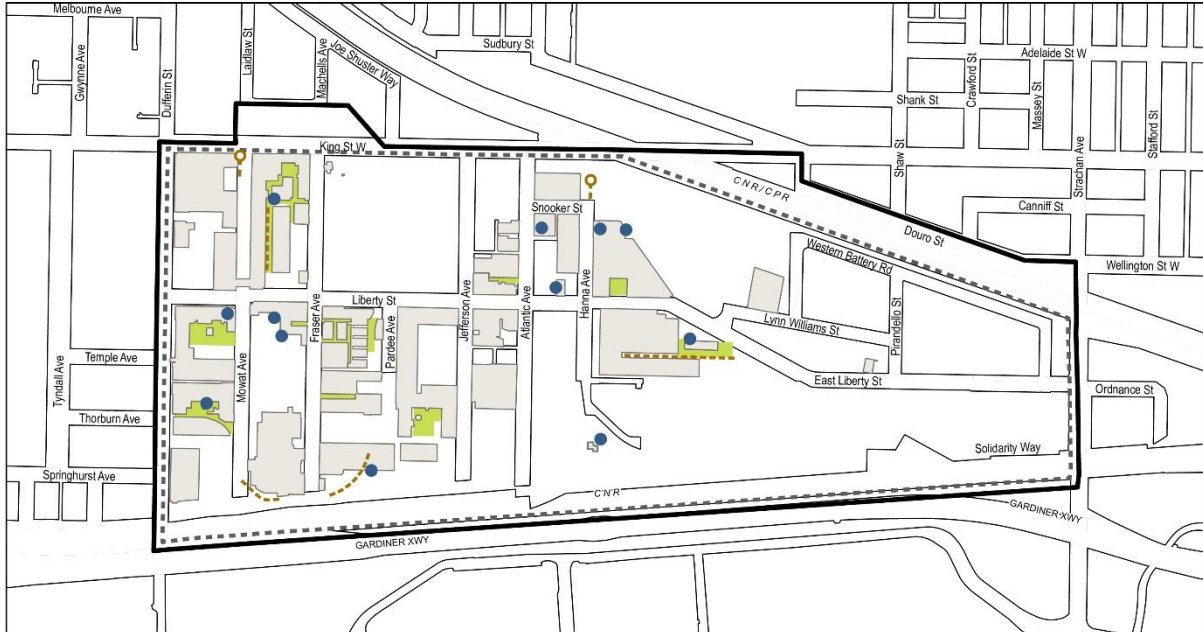 Melbourne Ave
Gwynne Ave
Dufferin St
Laidlaw St
Machells Ave
Joe Shuster Way
Sudbury St
Adelaide St W
Shank St
Crawford St
Massey St
Stafford St
Shaw St
Strachan Ave
King St W
CNR/CPR
Canniff St
Douro St
Snooker St
Western Battery Rd
Wellington St W
Liberty St
Fraser Ave
Pardee Ave
Jefferson Ave
Atlantic Ave
Hanna Ave
Lynn Williams St
Pirandello St
Temple Ave
Tyndall Ave
Mowat Ave
East Liberty St
Ordnance St
Thorburn Ave
Solidarity Way
Springhurst Ave
C'N'R
GARDINER XWY
GARDINER XWY